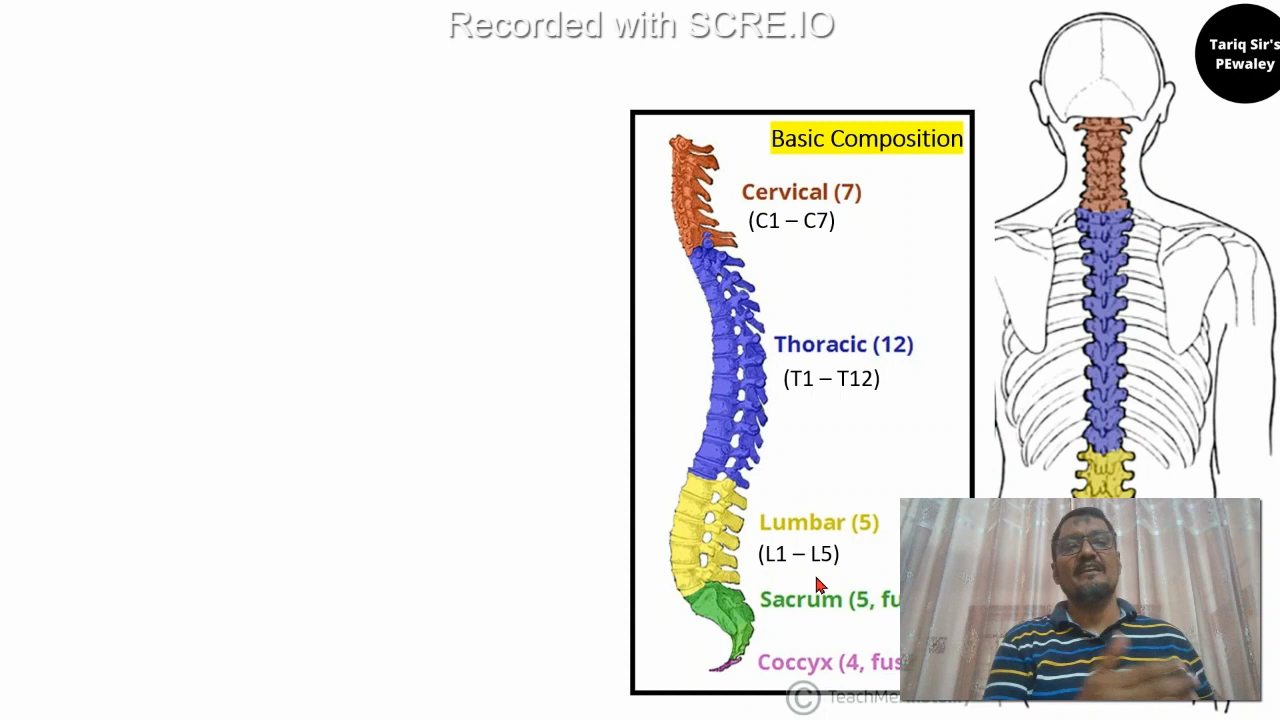 Recorded with SCRE.IO
Tariq Sir's
PEwaley
Basic Composition
Cervical (7)
(C1 – C7)
Thoracic (12)
(T1 – T12)
Lumbar (5)
(L1 – L5)
Sacrum (5, fu
Coccyx (4, fus
©